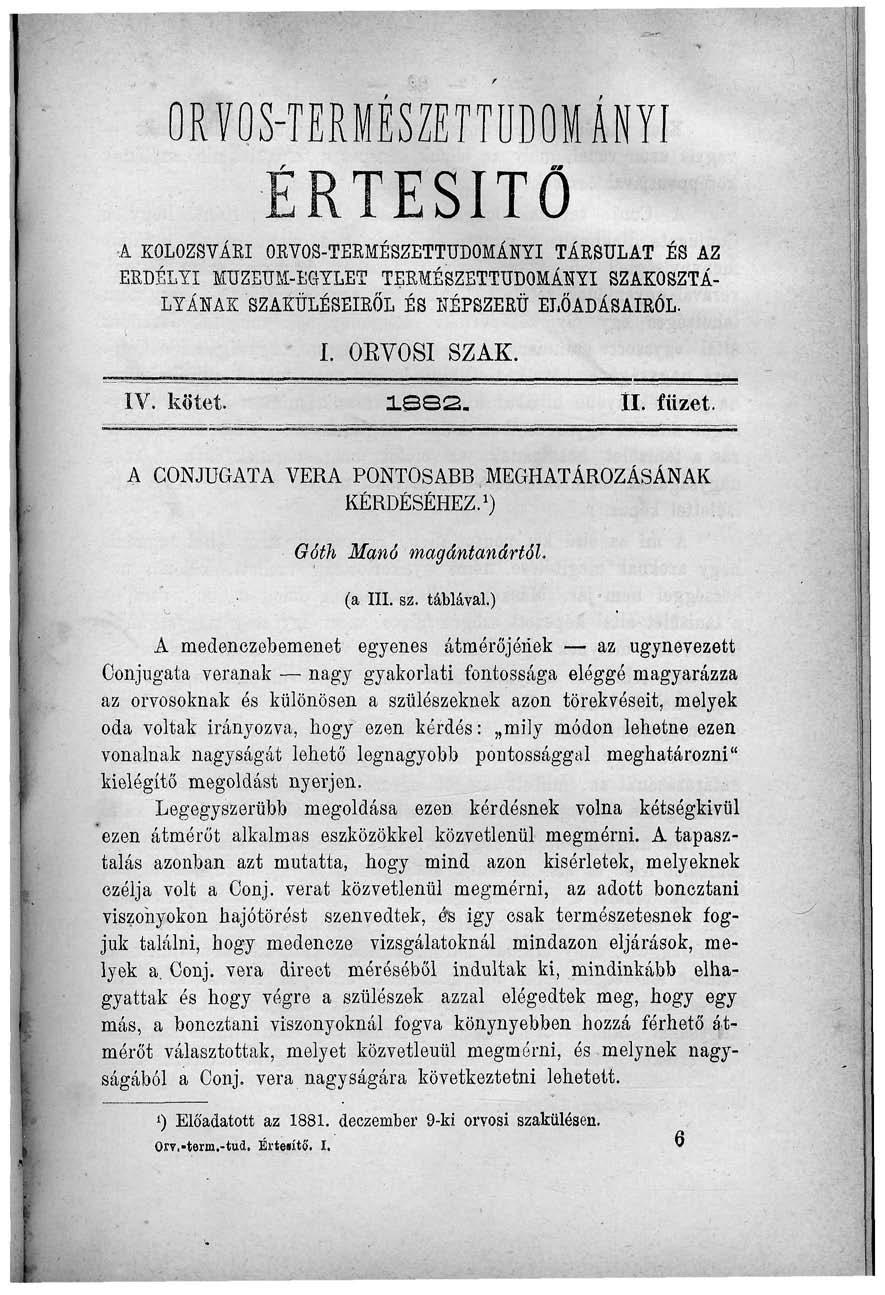 ORVOS-TERMÉSZETTUDOMÁNYI
ÉRTESITŐ
A KOLOZSVÁRI ORVOS-TERMÉSZETTUDOMÁNYI TÁRSULAT ÉS AZ
ERDÉLYI MUZEUM-EGYLET TERMÉSZETTUDOMÁNYI SZAKOSZTÁ-
LYÁNAK SZAKÜLÉSEIRŐL ÉS NÉPSZERÜ ELŐADÁSAIRÓL.
I. ORVOSI SZAK.
IV. kötet. 1882. II. füzet.
A CONJUGATA VERA PONTOSABB MEGHATÁROZÁSÁNAK
KÉRDÉSÉHEZ.¹)
Góth Manó magántanártól.
(a III. sz. táblával.)
A medenczebemenet egyenes átmérőjének — az ugynevezett
Conjugata veranak — nagy gyakorlati fontossága eléggé magyarázza
az orvosoknak és különösen a szülészeknek azon törekvéseit, melyek
oda voltak irányozva, hogy ezen kérdés: „mily módon lehetne ezen
vonalnak nagyságát lehető legnagyobb pontossággal meghatározni“
kielégítő megoldást nyerjen.
Legegyszerübb megoldása ezen kérdésnek volna kétségkivül
ezen átmérőt alkalmas eszközökkel közvetlenül megmérni. A tapasz-
talás azonban azt mutatta, hogy mind azon kisérletek, melyeknek
czélja volt a Conj. verat közvetlenül megmérni, az adott boncztani
viszonyokon hajótörést szenvedtek, és igy csak természetesnek fog-
juk találni, hogy medencze vizsgálatoknál mindazon eljárások, me-
lyek a Conj. vera direct méréséből indultak ki, mindinkább elha-
gyattak és hogy végre a szülészek azzal elégedtek meg, hogy egy
más, a boncztani viszonyoknál fogva könynyebben hozzá férhető át-
mérőt választottak, melyet közvetleuül megmérni, és melynek nagy-
ságából a Conj. vera nagyságára következtetni lehetett.
¹) Előadatott az 1881. deczember 9-ki orvosi szakülésen.
Orv.-term.-tud. Értesítő. I. 6